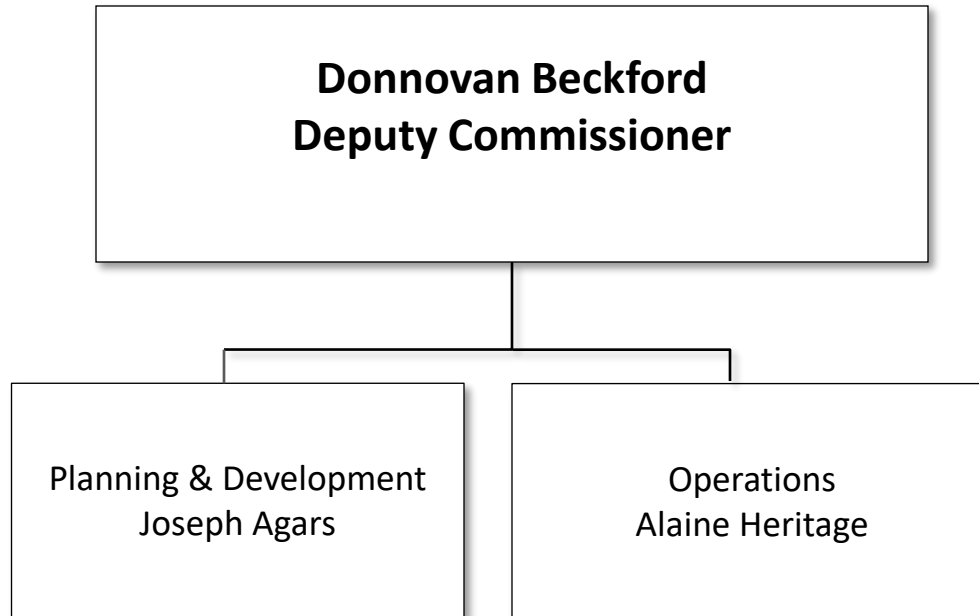 Donnovan Beckford
Deputy Commissioner
Planning & Development
Joseph Agars
Operations
Alaine Heritage